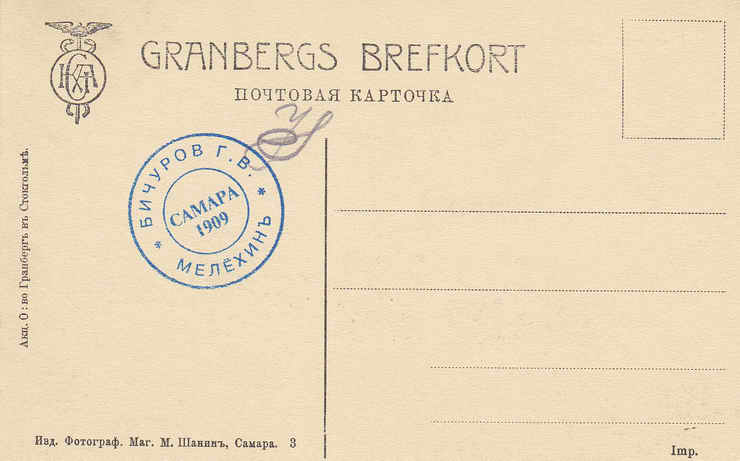 GRANBERGS BREFKORT
ПОЧТОВАЯ КАРТОЧКА
БИЧУРОВ Г.В.
* МЕЛЁХИНЪ *
САМАРА
1909
Акц. О: во Гранбергъ въ Стокгольмѣ.
Изд. Фотограф. Маг. М. Шанинъ, Самара. 3
Imp.